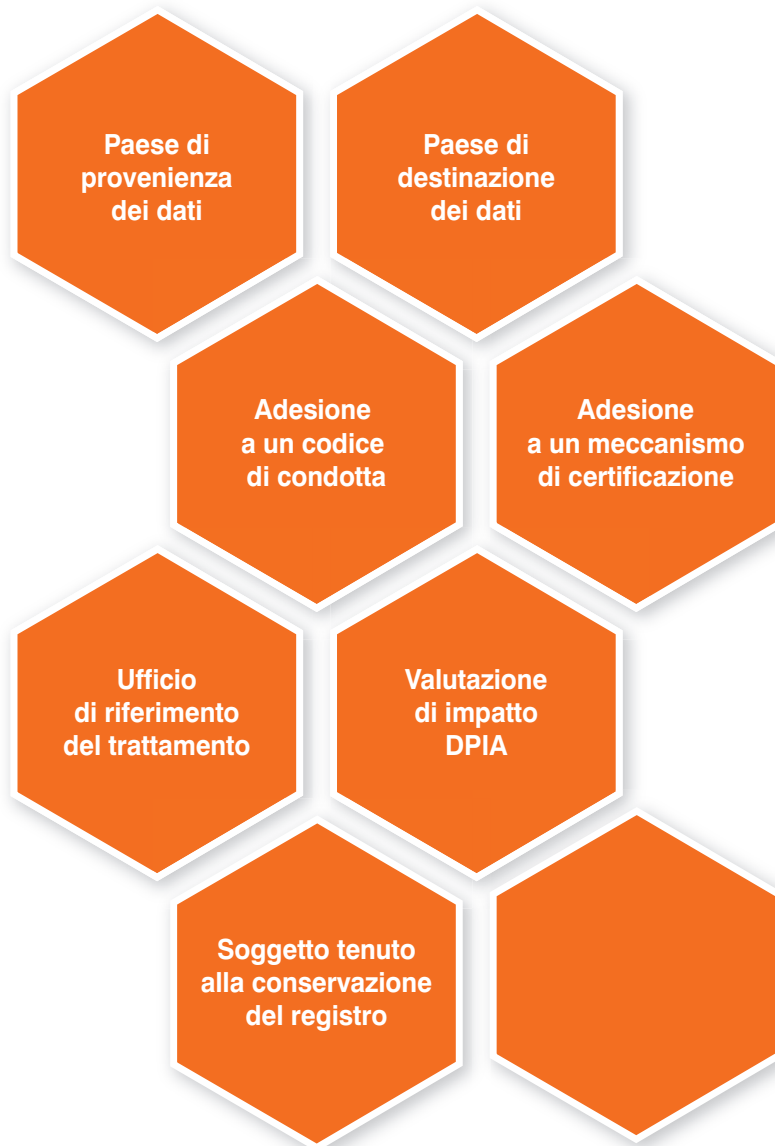 Paese di
provenienza
dei dati
Paese di
destinazione
dei dati
Adesione
a un codice
di condotta
Adesione
a un meccanismo
di certificazione
Ufficio
di riferimento
del trattamento
Valutazione
di impatto
DPIA
Soggetto tenuto
alla conservazione
del registro